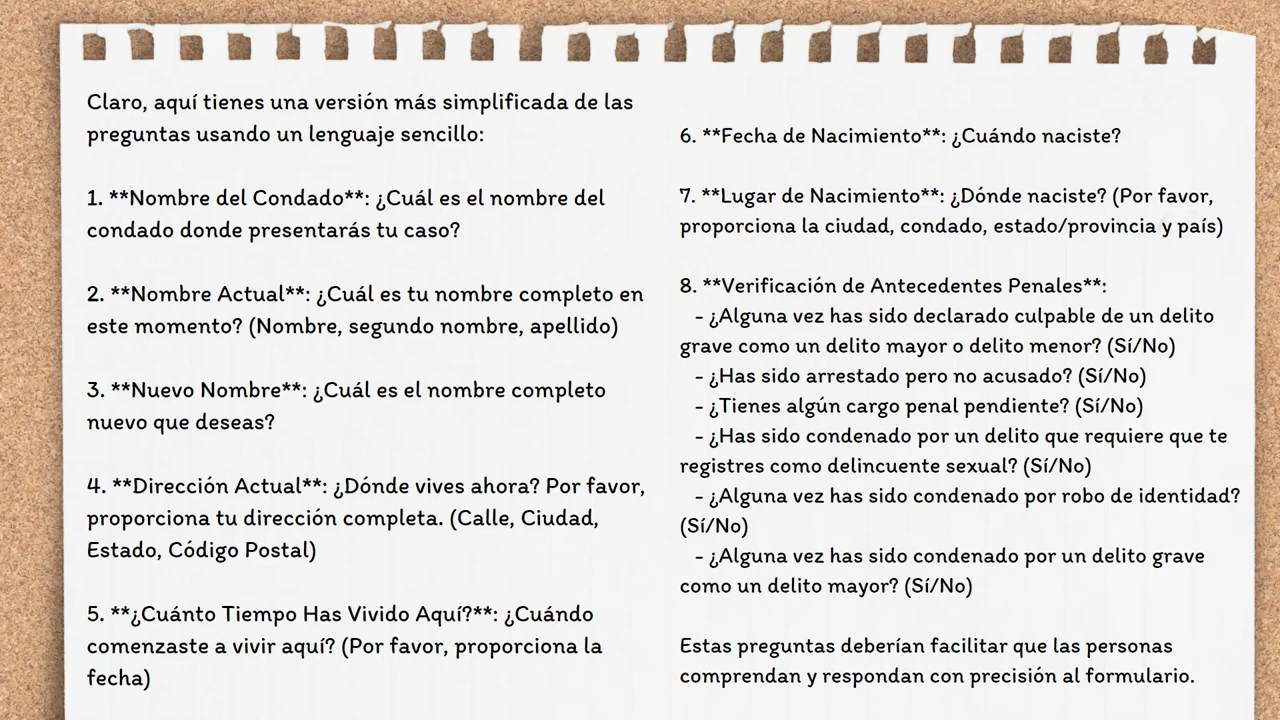 Claro, aquí tienes una versión más simplificada de las
preguntas usando un lenguaje sencillo:
1. **Nombre del Condado**: ¿Cuál es el nombre del
condado donde presentarás tu caso?
2. **Nombre Actual**: ¿Cuál es tu nombre completo en
este momento? (Nombre, segundo nombre, apellido)
3. **Nuevo Nombre**: ¿Cuál es el nombre completo
nuevo que deseas?
4. **Dirección Actual**: ¿Dónde vives ahora? Por favor,
proporciona tu dirección completa. (Calle, Ciudad,
Estado, Código Postal)
5. **¿Cuánto Tiempo Has Vivido Aquí?**: ¿Cuándo
comenzaste a vivir aquí? (Por favor, proporciona la
fecha)
6. **Fecha de Nacimiento**: ¿Cuándo naciste?
7. **Lugar de Nacimiento**: ¿Dónde naciste? (Por favor,
proporciona la ciudad, condado, estado/provincia y país)
8. **Verificación de Antecedentes Penales**:
- ¿Alguna vez has sido declarado culpable de un delito
grave como un delito mayor o delito menor? (Sí/No)
- ¿Has sido arrestado pero no acusado? (Sí/No)
- ¿Tienes algún cargo penal pendiente? (Sí/No)
- ¿Has sido condenado por un delito que requiere que te
registres como delincuente sexual? (Sí/No)
- ¿Alguna vez has sido condenado por robo de identidad?
(Sí/No)
- ¿Alguna vez has sido condenado por un delito grave
como un delito mayor? (Sí/No)
Estas preguntas deberían facilitar que las personas
comprendan y respondan con precisión al formulario.